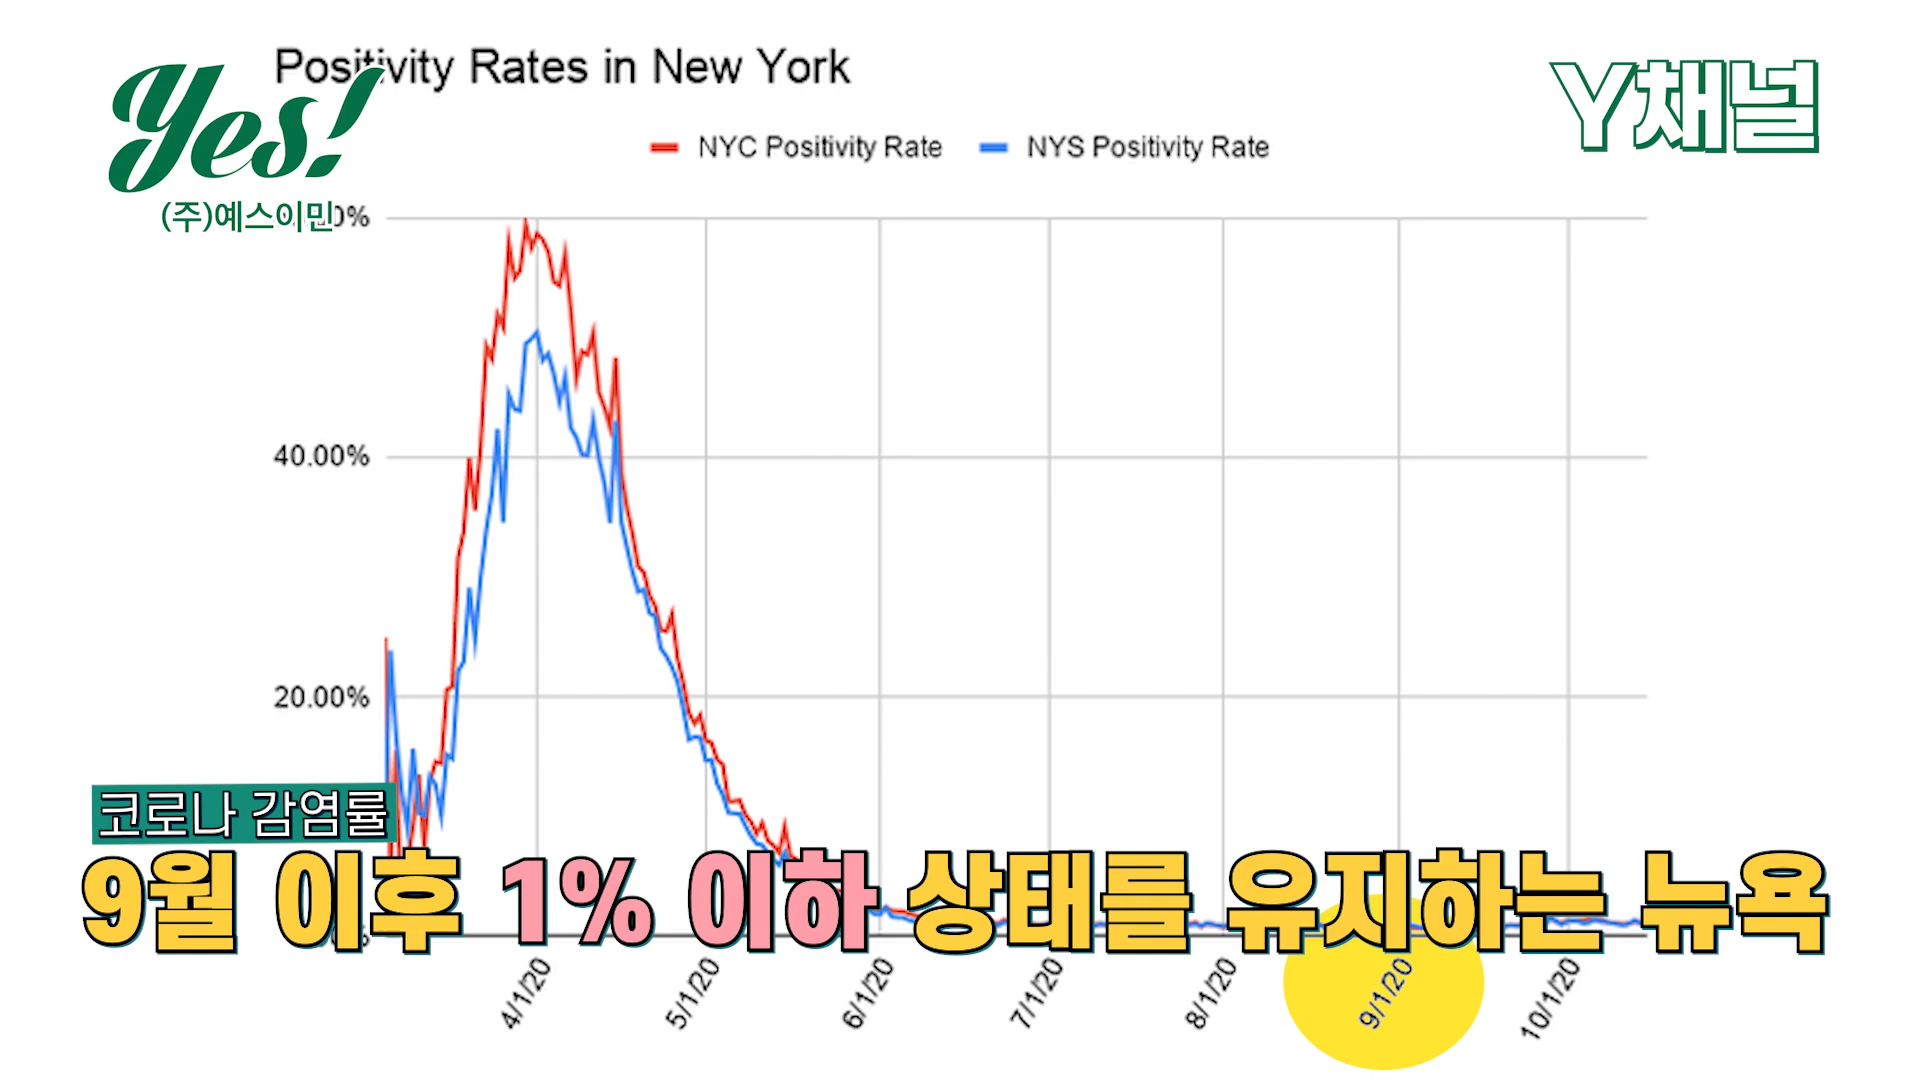 Positivity Rates in New York
yes!
(주)예스이민
Y채널
NYC Positivity Rate
NYS Positivity Rate
0%
40.00%
20.00%
코로나 감염률
9월 이후 1% 이하 상태를 유지하는 뉴욕
4/1/20
5/1/20
6/1/20
7/1/20
8/1/20
9/1/20
10/1/20